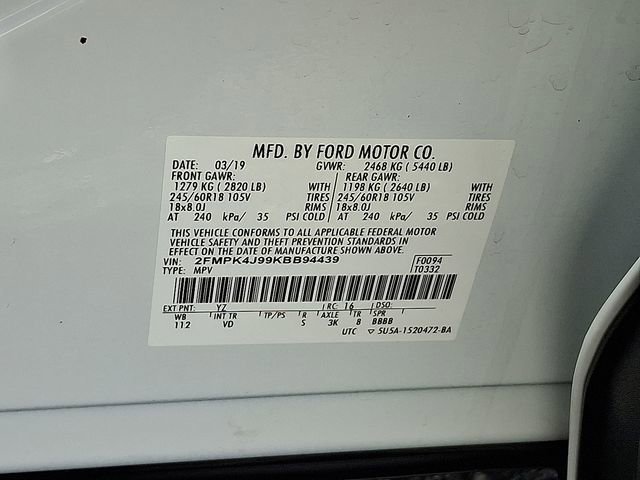 MFD. BY FORD MOTOR CO.
DATE: 03/19 GVWR: 2468 KG ( 5440 LB)
FRONT GAWR: REAR GAWR:
1279 KG ( 2820 LB) WITH 1198 KG ( 2640 LB) WITH
245/60R18 105V TIRES 245/60R18 105V TIRES
18x8.0J RIMS 18x8.0J RIMS
AT 240 kPa/ 35 PSI COLD AT 240 kPa/ 35 PSI COLD
THIS VEHICLE CONFORMS TO ALL APPLICABLE FEDERAL MOTOR
VEHICLE SAFETY AND THEFT PREVENTION STANDARDS IN
EFFECT ON THE DATE OF MANUFACTURE SHOWN ABOVE.
VIN: 2FMPK4J99KBB94439 F0094
TYPE: MPV T0332
EXT PNT: YZ RC: 16 DSO:
WB INT TR TP/PS R AXLE TR SPR
112 VD S 3K 8 BBBB
UTC ▽ 5U5A-1520472-BA